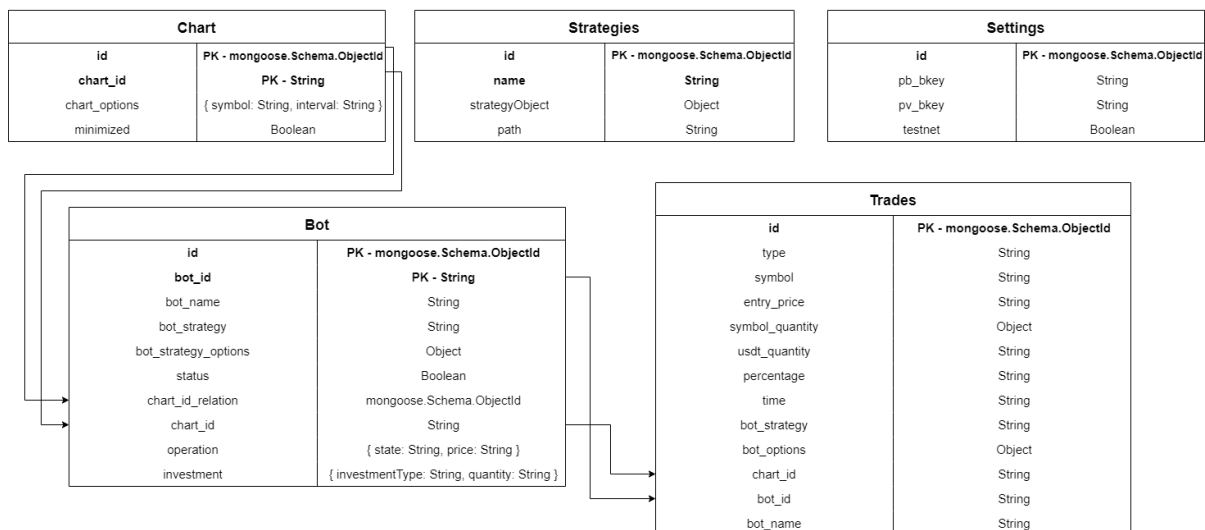 Chart
id PK - mongoose.Schema.ObjectId
chart_id PK - String
chart_options { symbol: String, interval: String }
minimized Boolean
Strategies
id PK - mongoose.Schema.ObjectId
name String
strategyObject Object
path String
Settings
id PK - mongoose.Schema.ObjectId
pb_bkey String
pv_bkey String
testnet Boolean
Bot
id PK - mongoose.Schema.ObjectId
bot_id PK - String
bot_name String
bot_strategy String
bot_strategy_options Object
status Boolean
chart_id_relation mongoose.Schema.ObjectId
chart_id String
operation { state: String, price: String }
investment { investmentType: String, quantity: String }
Trades
id PK - mongoose.Schema.ObjectId
type String
symbol String
entry_price String
symbol_quantity Object
usdt_quantity String
percentage String
time String
bot_strategy String
bot_options Object
chart_id String
bot_id String
bot_name String